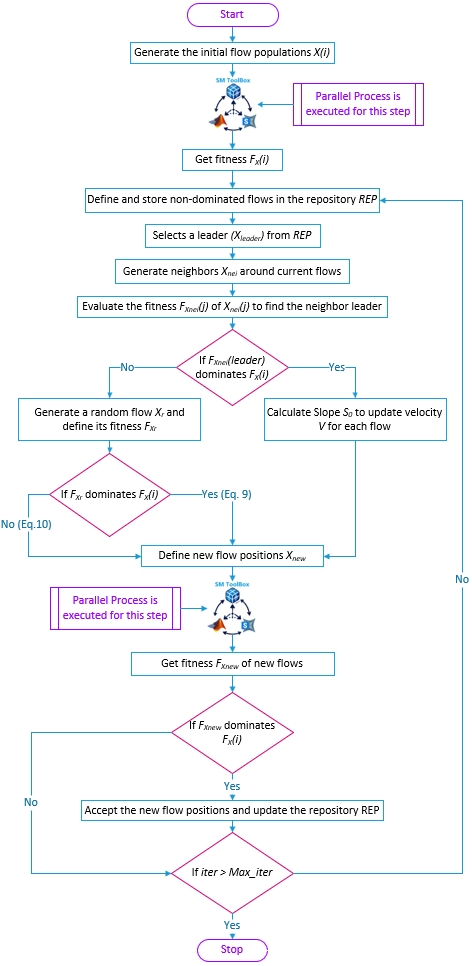 Start
Generate the initial flow populations X(i)
SM ToolBox
Parallel Process is
executed for this step
Get fitness Fx(i)
Define and store non-dominated flows in the repository REP
Selects a leader (Xleader) from REP
Generate neighbors Xnei around current flows
Evaluate the fitness FXnei(j) of Xnei(j) to find the neighbor leader
If FXnei(leader)
dominates Fx(i)
No
Yes
Generate a random flow Xr and
define its fitness FXr
Calculate Slope S0 to update velocity
V for each flow
If FXr dominates Fx(i)
Yes (Eq. 9)
No (Eq.10)
Define new flow positions Xnew
No
SM ToolBox
Parallel Process is
executed for this step
Get fitness FXnew of new flows
If FXnew dominates
Fx(i)
Yes
No
Accept the new flow positions and update the repository REP
If iter > Max_iter
Yes
Stop